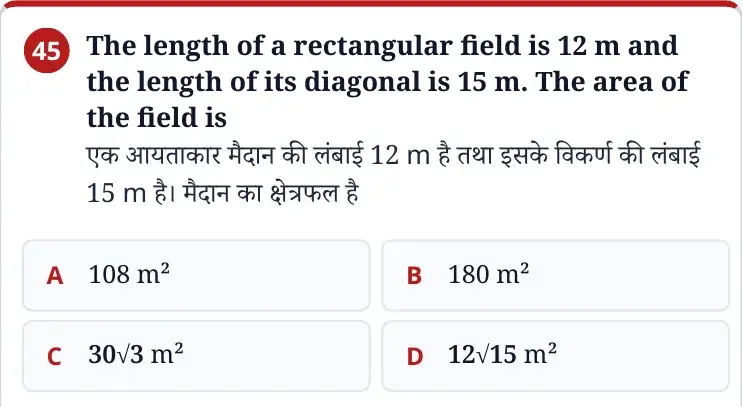 45 The length of a rectangular field is 12 m and
the length of its diagonal is 15 m. The area of
the field is
एक आयताकार मैदान की लंबाई 12 m है तथा इसके विकर्ण की लंबाई
15 m है। मैदान का क्षेत्रफल है
A 108 m² B 180 m²
C 30√3 m² D 12√15 m²